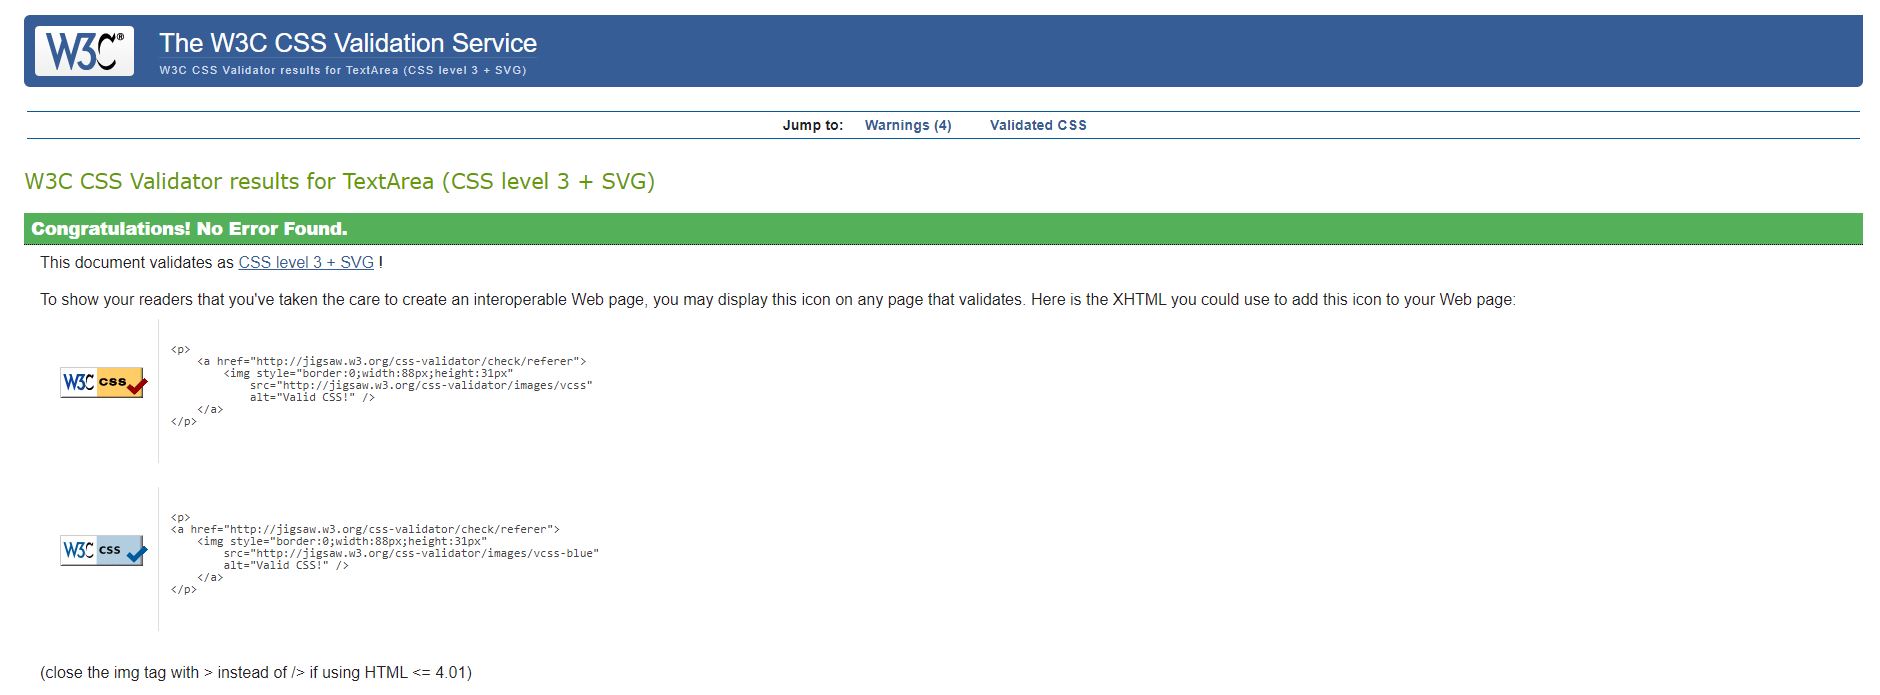 W3C®
The W3C CSS Validation Service
W3C CSS Validator results for TextArea (CSS level 3 + SVG)
Jump to: Warnings (4) Validated CSS
W3C CSS Validator results for TextArea (CSS level 3 + SVG)
Congratulations! No Error Found.
This document validates as CSS level 3 + SVG !
To show your readers that you've taken the care to create an interoperable Web page, you may display this icon on any page that validates. Here is the XHTML you could use to add this icon to your Web page:
W3C css
<p>
<a href="http://jigsaw.w3.org/css-validator/check/referer">
<img style="border:0;width:88px;height:31px"
src="http://jigsaw.w3.org/css-validator/images/vcss"
alt="Valid CSS!" />
</a>
</p>
W3C css
<p>
<a href="http://jigsaw.w3.org/css-validator/check/referer">
<img style="border:0;width:88px;height:31px"
src="http://jigsaw.w3.org/css-validator/images/vcss-blue"
alt="Valid CSS!" />
</a>
</p>
(close the img tag with > instead of /> if using HTML <= 4.01)